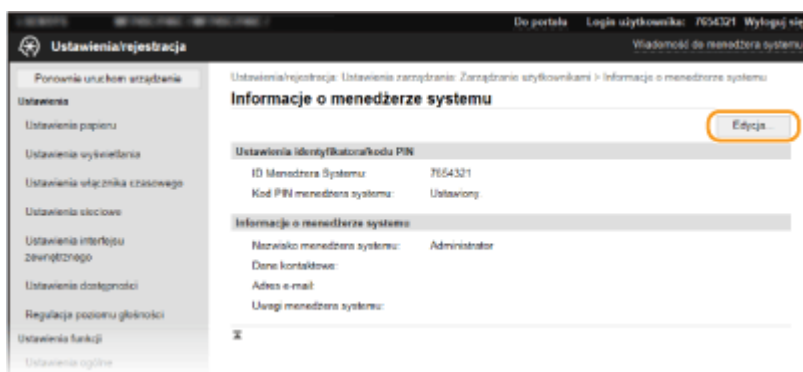 Do portalu Login użytkownika: 7654321 Wyloguj się
Ustawienia/rejestracja
Wiadomość do menedżera systemu
Ponownie uruchom urządzenie
Ustawienia/rejestracja: Ustawienia zarządzania: Zarządzanie użytkownikami > Informacje o menedżerze systemu
Ustawienia
Informacje o menedżerze systemu
Edycja...
Ustawienia papieru
Ustawienia wyświetlania
Ustawienia włącznika czasowego
Ustawienia sieciowe
Ustawienia interfejsu
zewnętrznego
Ustawienia dostępności
Regulacja poziomu głośności
Ustawienia funkcji
Ustawienia ogólne
Ustawienia identyfikatora/kodu PIN
ID Menedżera Systemu: 7654321
Kod PIN menedżera systemu: Ustawiony.
Informacje o menedżerze systemu
Nazwisko menedżera systemu: Administrator
Dane kontaktowe:
Adres e-mail:
Uwagi menedżera systemu: